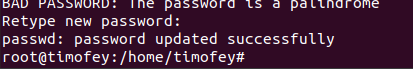 BAD PASSWORD: The password is a palindrome
Retype new password:
passwd: password updated successfully
root@timofey:/home/timofey#